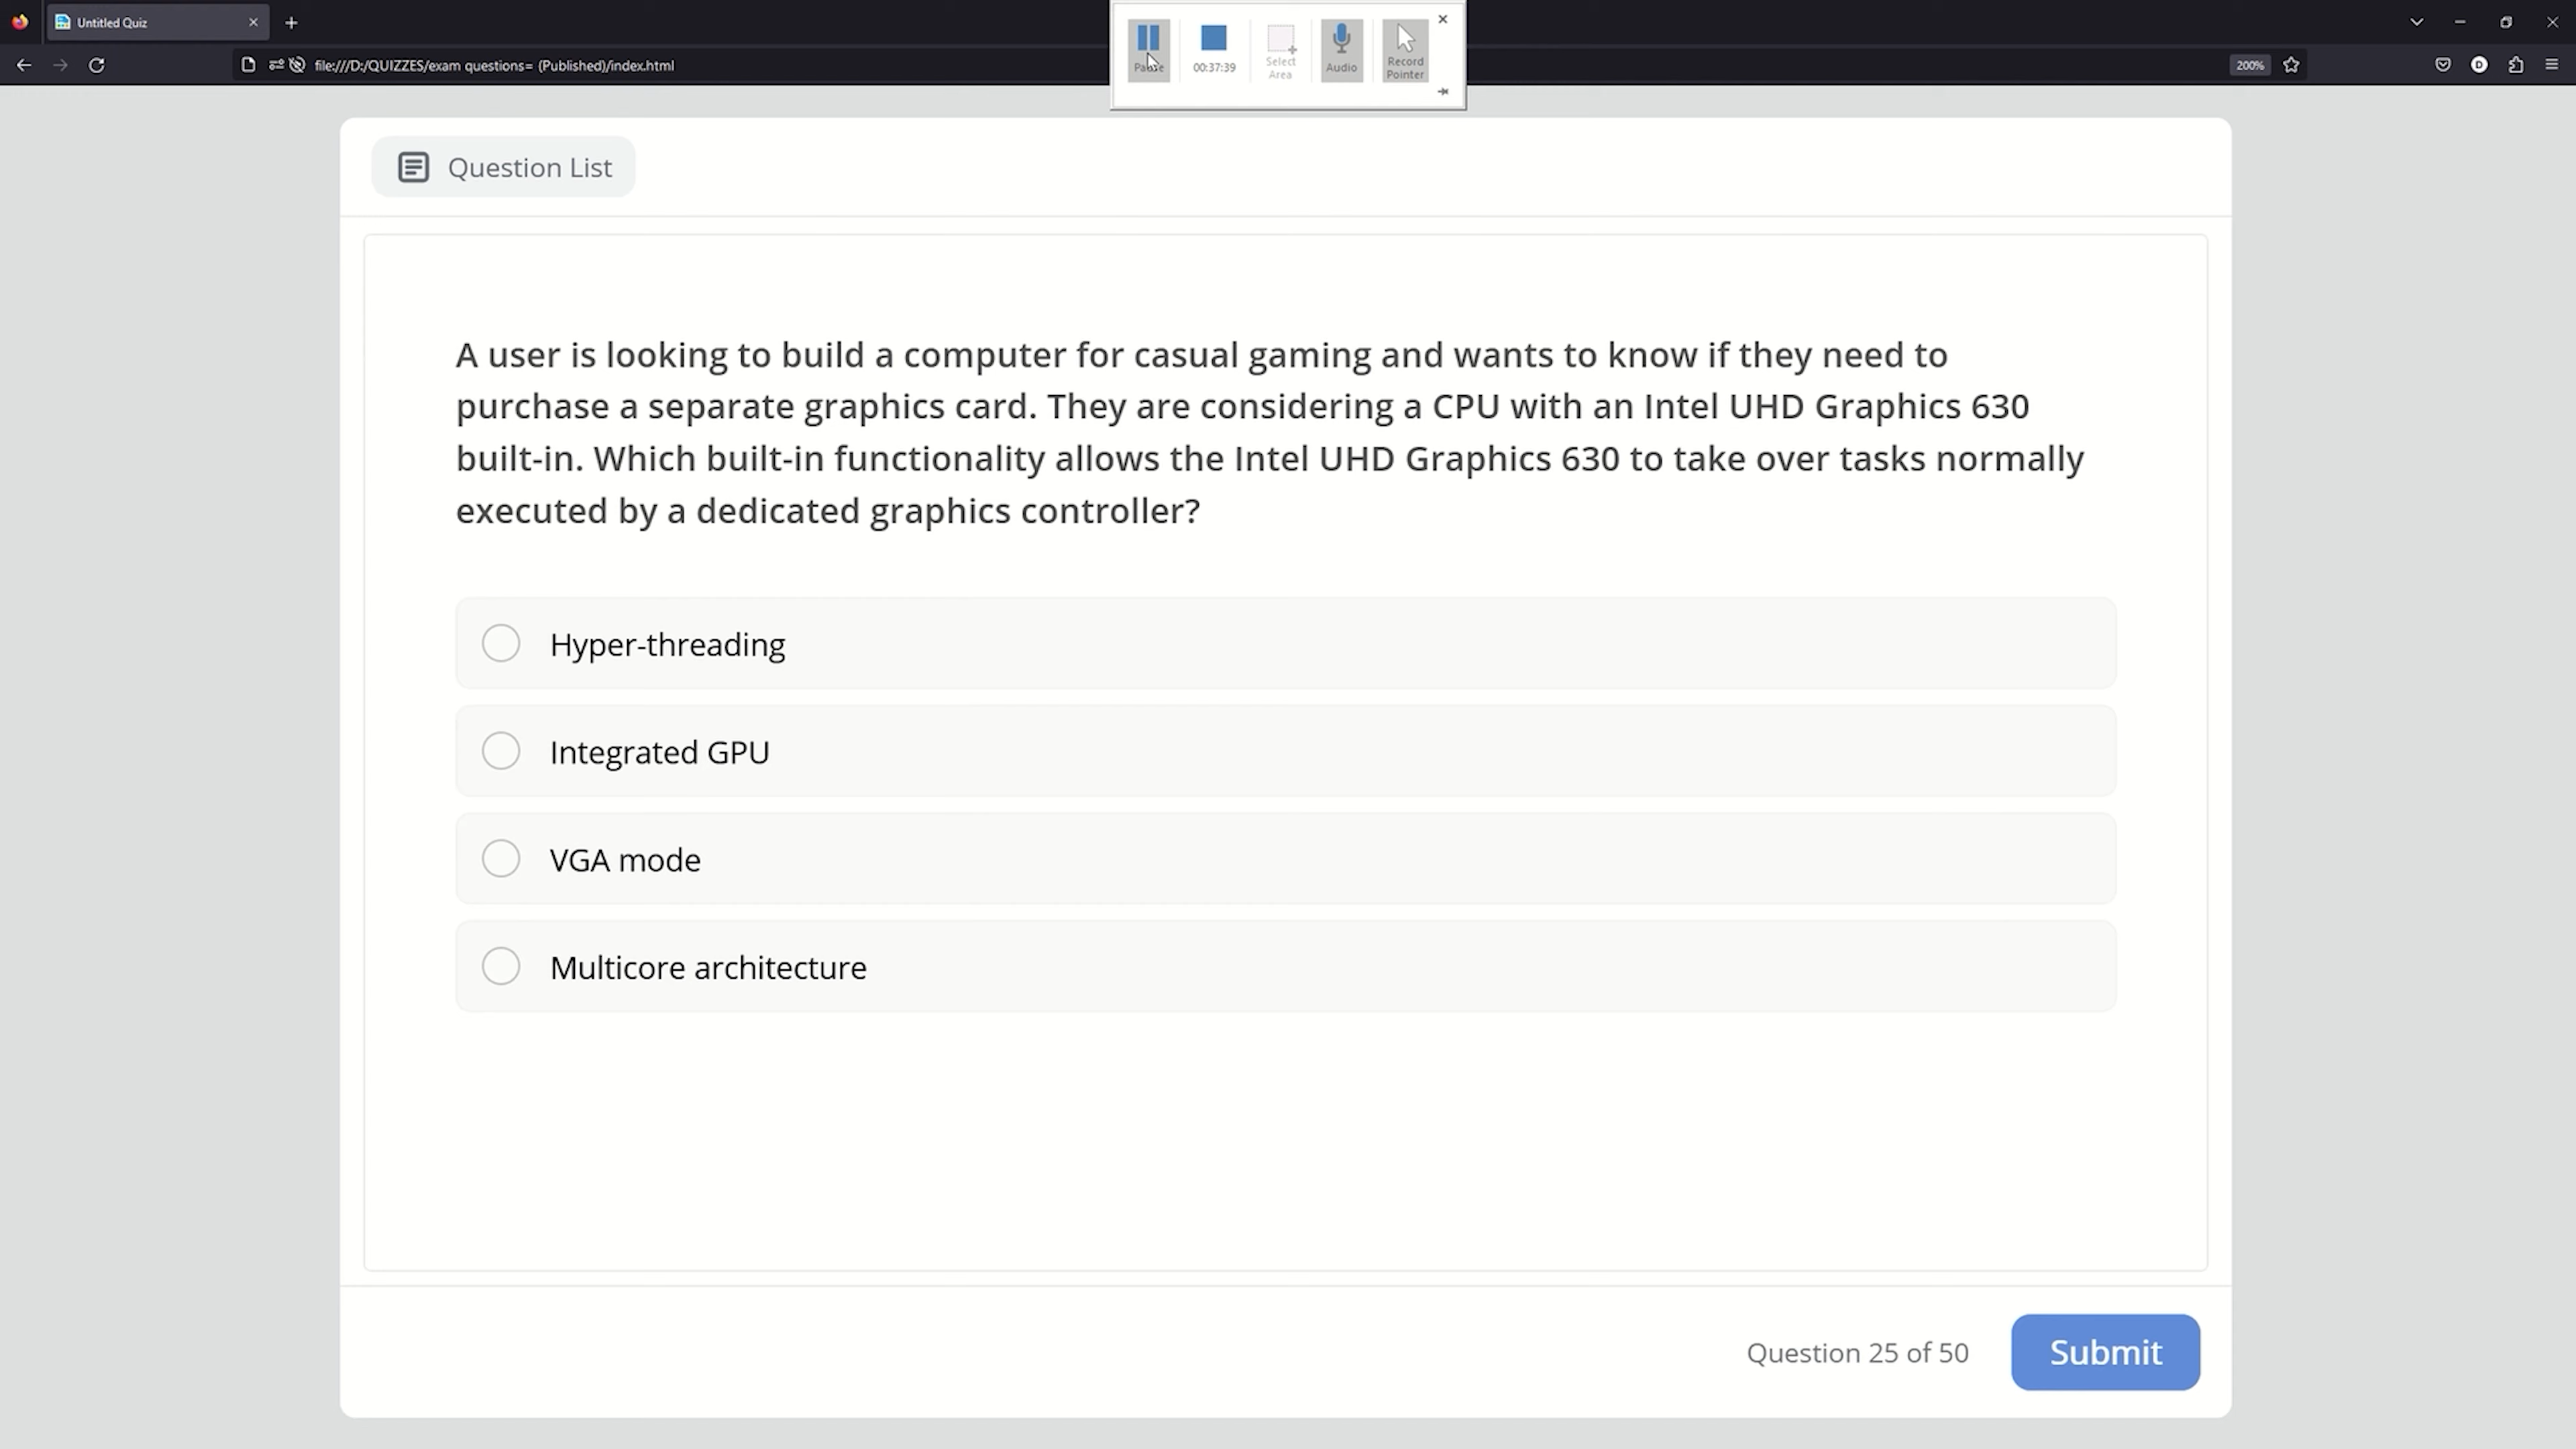 Untitled Quiz
file:///D:/QUIZZES/exam questions= (Published)/index.html
200%
00:37:39
Select
Area
Audio
Record
Pointer
Question List
A user is looking to build a computer for casual gaming and wants to know if they need to
purchase a separate graphics card. They are considering a CPU with an Intel UHD Graphics 630
built-in. Which built-in functionality allows the Intel UHD Graphics 630 to take over tasks normally
executed by a dedicated graphics controller?
Hyper-threading
Integrated GPU
VGA mode
Multicore architecture
Question 25 of 50
Submit